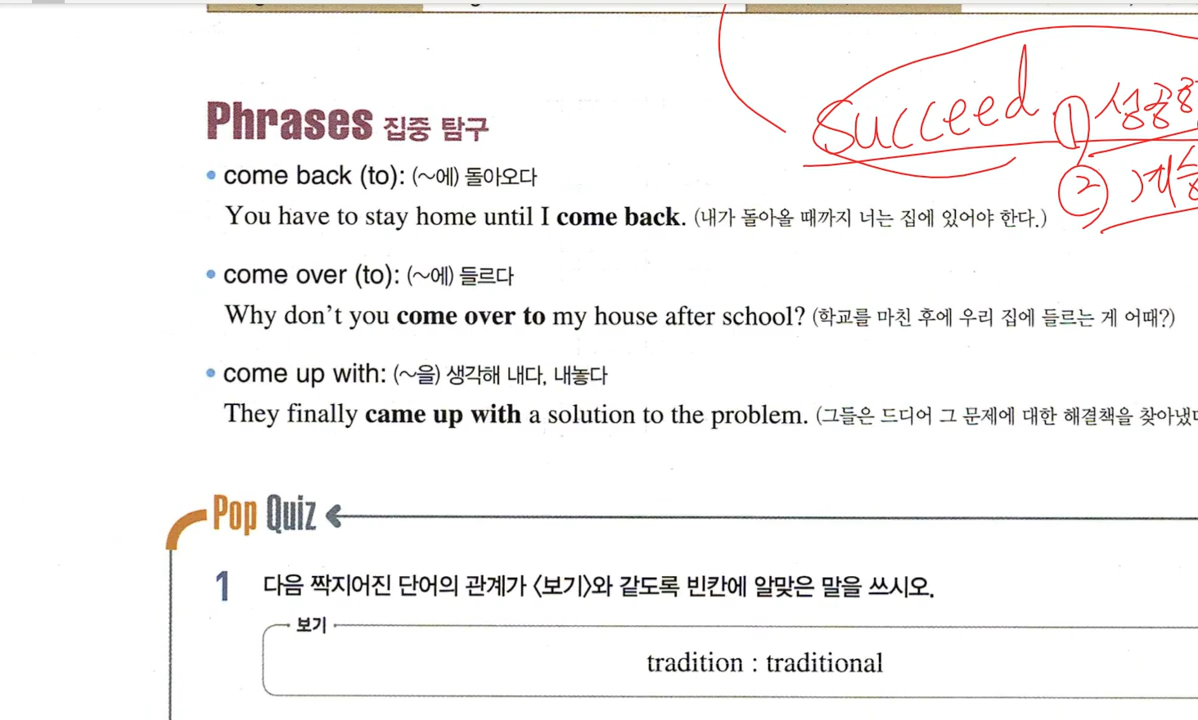 succeed ① 성공
② 계승
Phrases 집중 탐구
• come back (to): (~에) 돌아오다
You have to stay home until I come back. (내가 돌아올 때까지 너는 집에 있어야 한다.)
• come over (to): (~에) 들르다
Why don't you come over to my house after school? (학교를 마친 후에 우리 집에 들르는 게 어때?)
• come up with: (~을) 생각해 내다, 내놓다
They finally came up with a solution to the problem. (그들은 드디어 그 문제에 대한 해결책을 찾아냈
Pop Quiz
1 다음 짝지어진 단어의 관계가 〈보기〉와 같도록 빈칸에 알맞은 말을 쓰시오.
보기
tradition : traditional